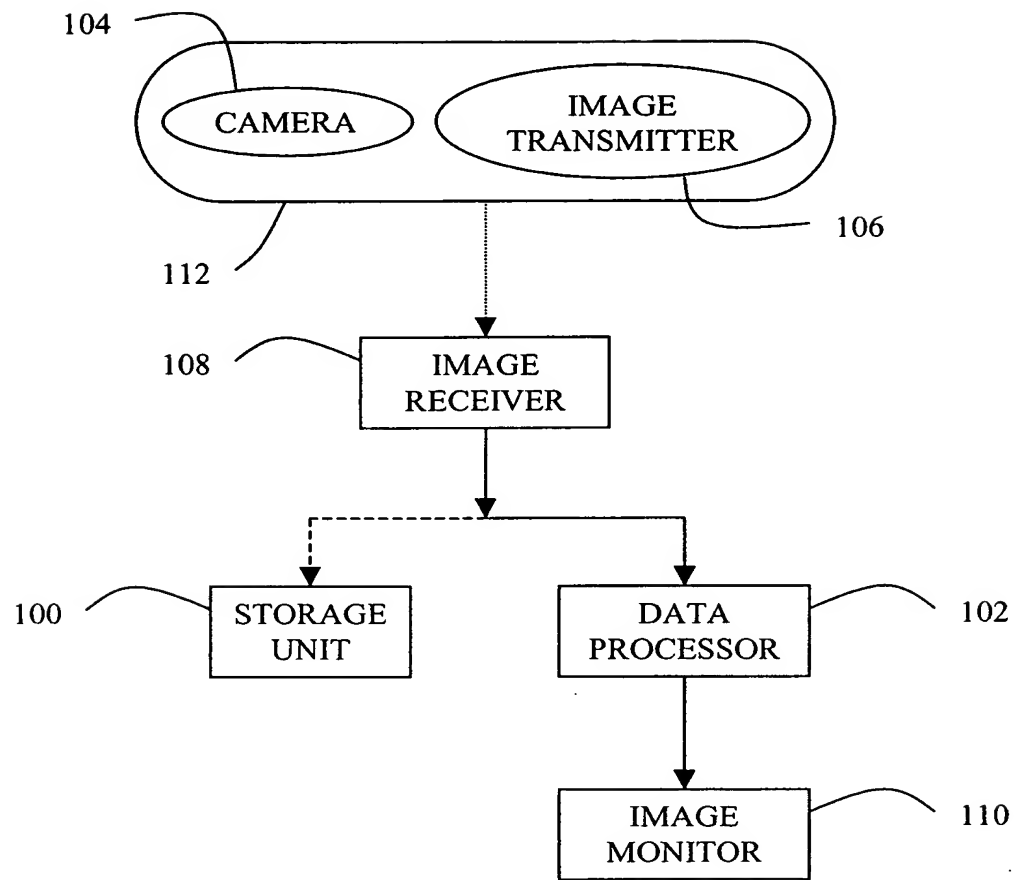 104
CAMERA
IMAGE
TRANSMITTER
106
112
108
IMAGE
RECEIVER
100
STORAGE
UNIT
DATA
PROCESSOR
102
IMAGE
MONITOR
110